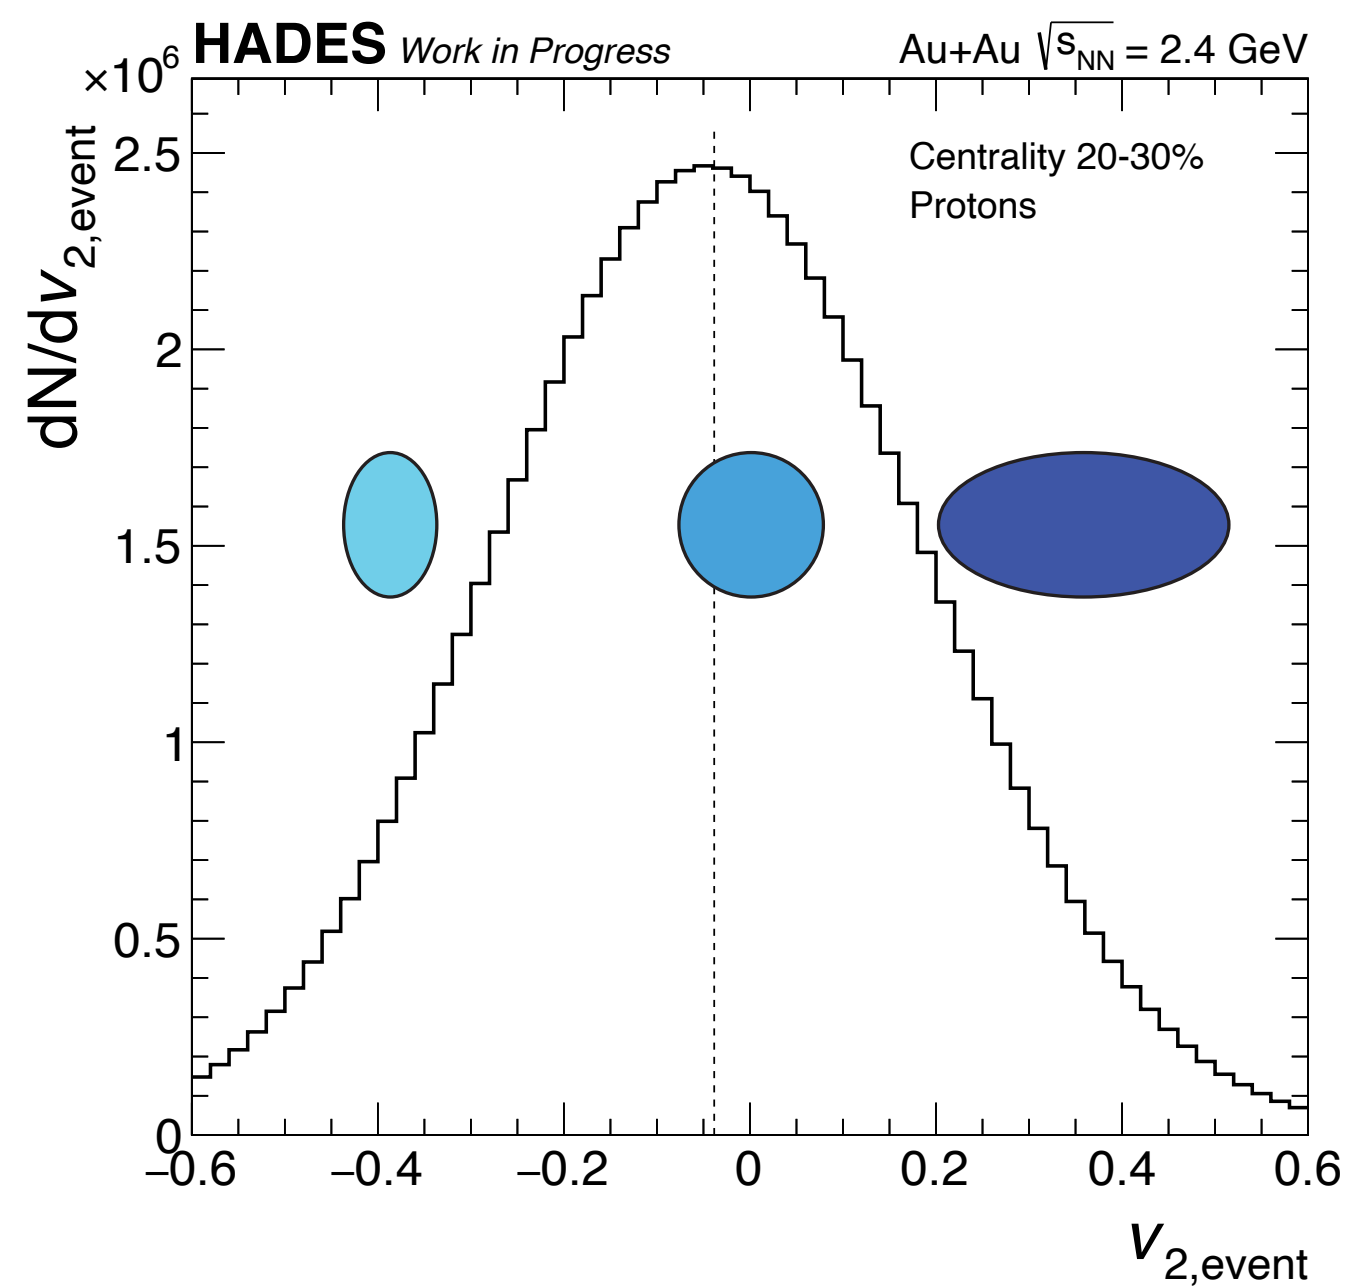 HADES Work in Progress
Au+Au √sNN = 2.4 GeV
×10⁶
Centrality 20-30%
Protons
dN/dv2,event
2.5
2
1.5
1
0.5
0
−0.6 −0.4 −0.2 0 0.2 0.4 0.6
v2,event